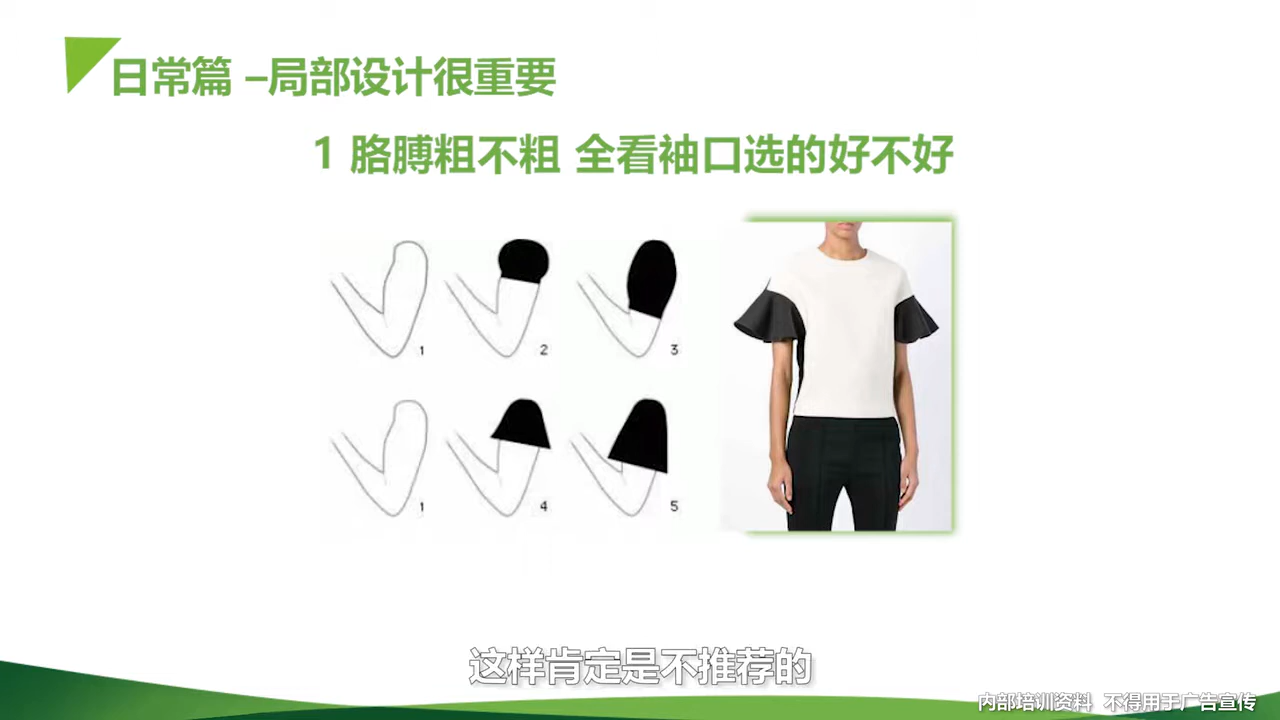 日常篇 –局部设计很重要
1 胳膊粗不粗 全看袖口选的好不好
1
2
3
1
4
5
这样肯定是不推荐的
内部培训资料 不得用于广告宣传